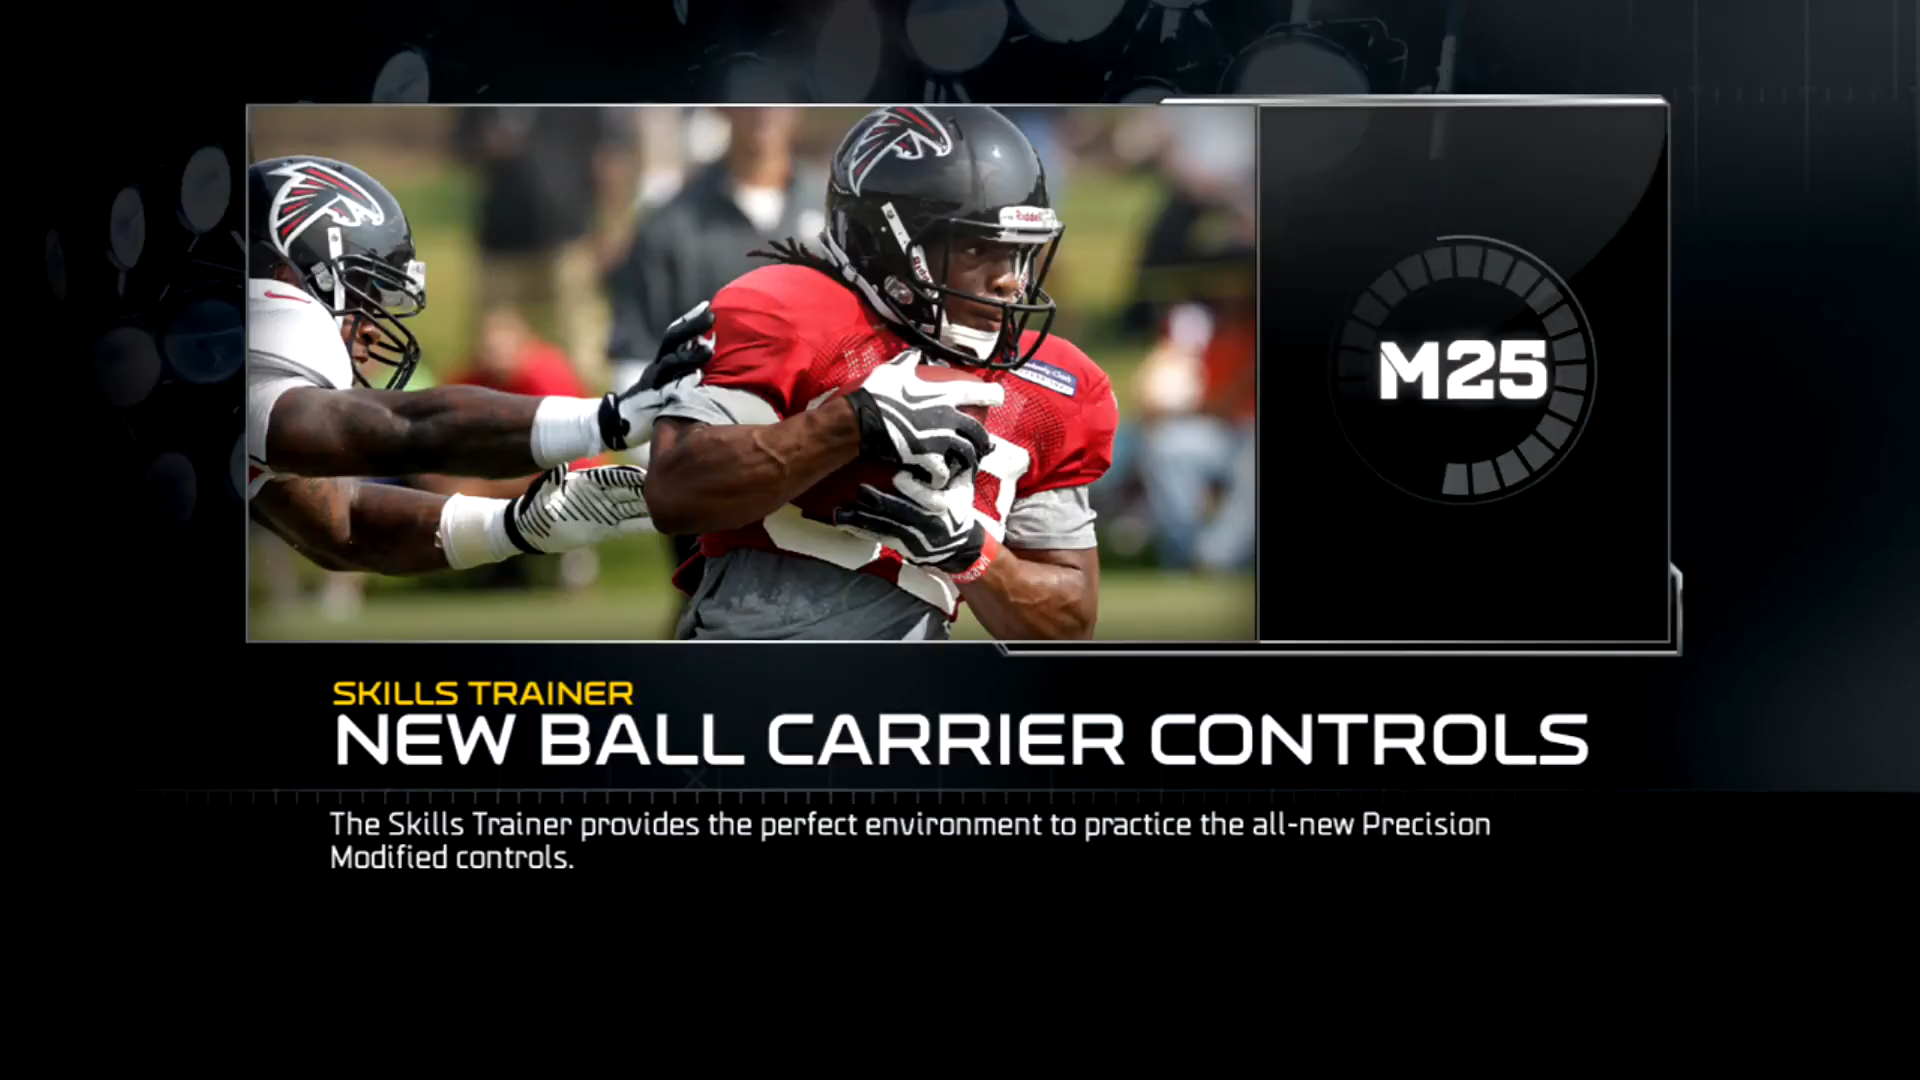 Riddell
M25
SKILLS TRAINER
NEW BALL CARRIER CONTROLS
The Skills Trainer provides the perfect environment to practice the all-new Precision
Modified controls.